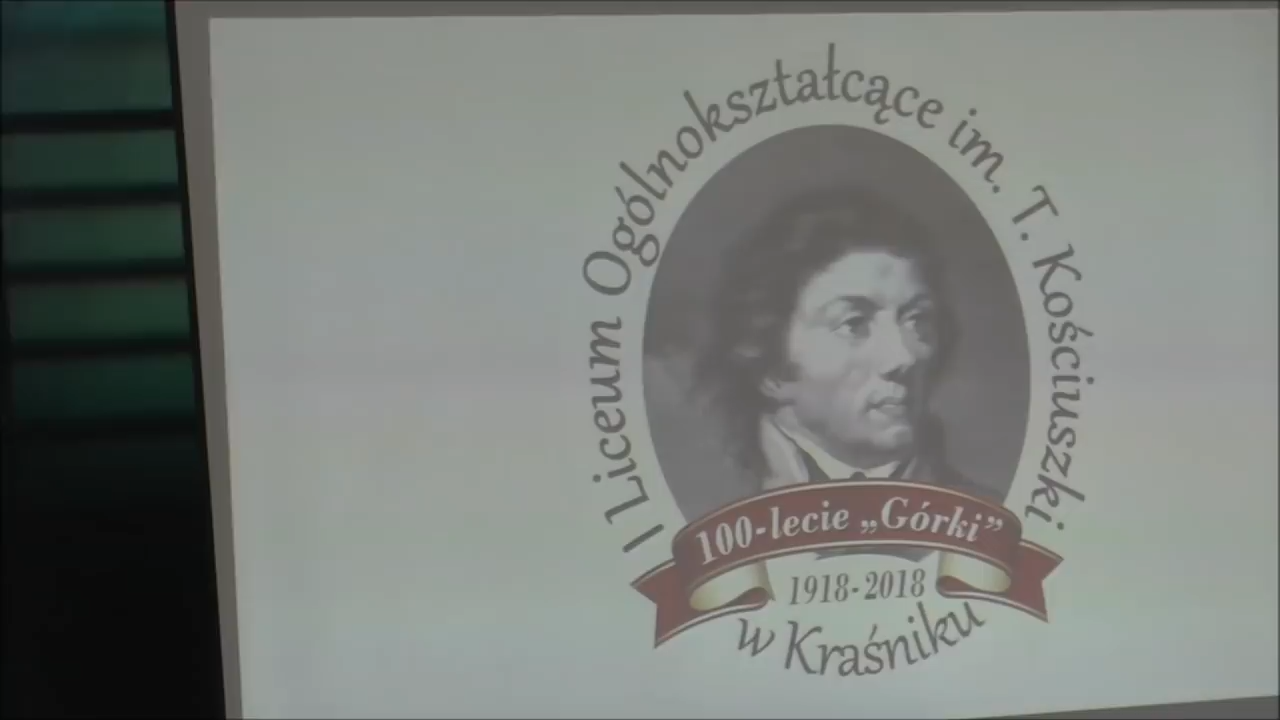 I Liceum Ogólnokształcące im. T. Kościuszki
100-lecie „Górki”
1918-2018
w Kraśniku